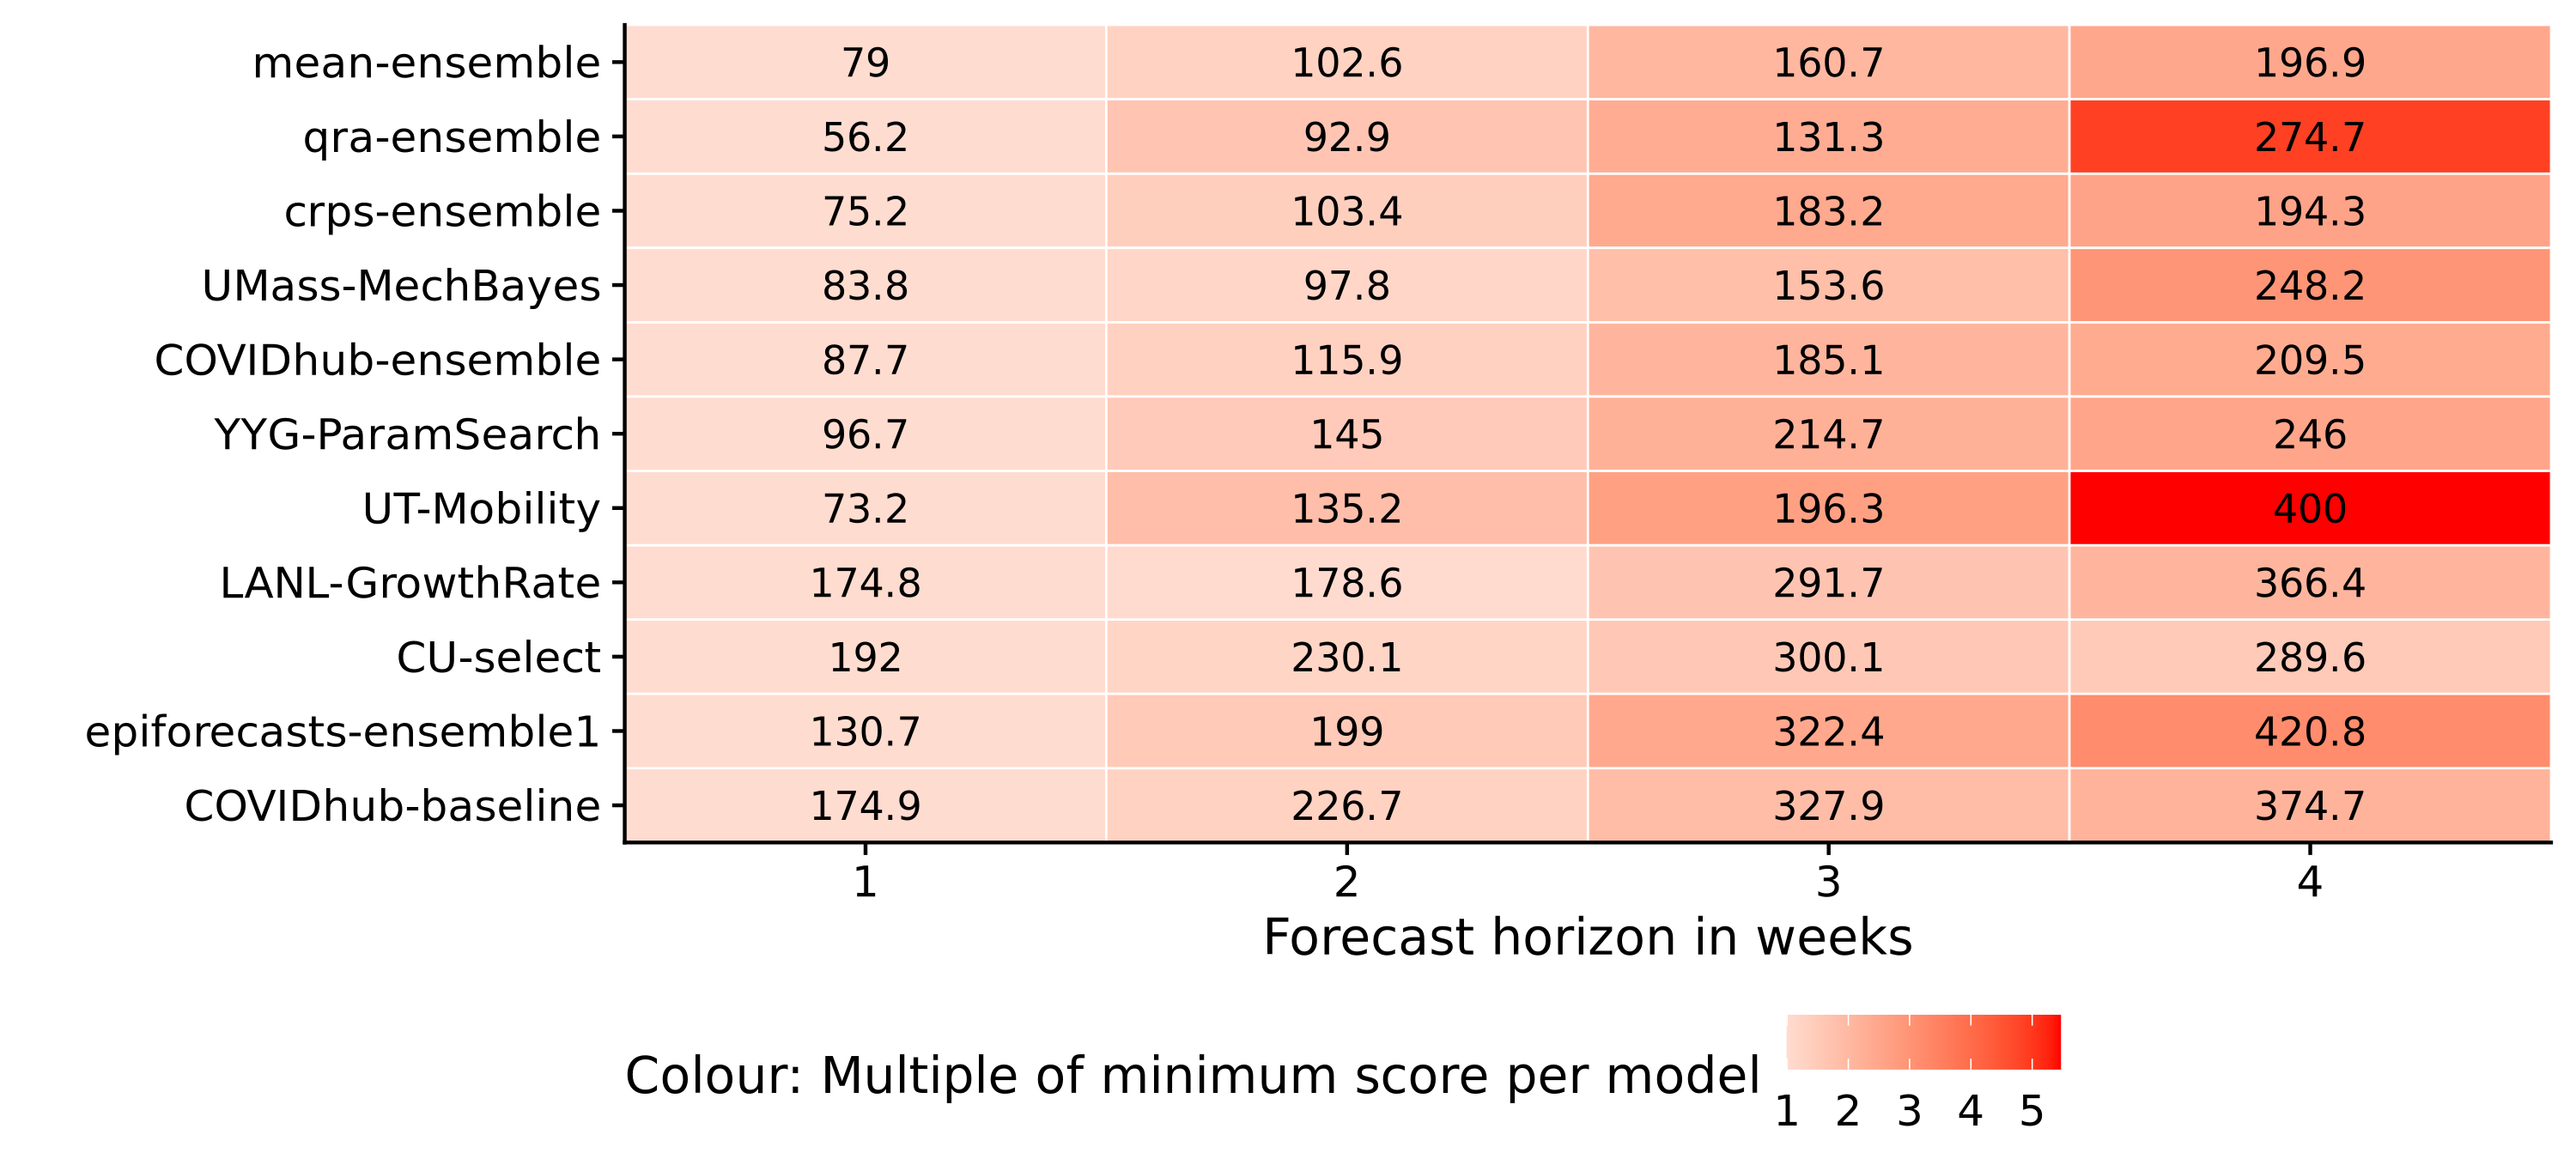 mean-ensemble 79 102.6 160.7 196.9
qra-ensemble 56.2 92.9 131.3 274.7
crps-ensemble 75.2 103.4 183.2 194.3
UMass-MechBayes 83.8 97.8 153.6 248.2
COVIDhub-ensemble 87.7 115.9 185.1 209.5
YYG-ParamSearch 96.7 145 214.7 246
UT-Mobility 73.2 135.2 196.3 400
LANL-GrowthRate 174.8 178.6 291.7 366.4
CU-select 192 230.1 300.1 289.6
epiforecasts-ensemble1 130.7 199 322.4 420.8
COVIDhub-baseline 174.9 226.7 327.9 374.7
1 2 3 4
Forecast horizon in weeks
Colour: Multiple of minimum score per model
1 2 3 4 5